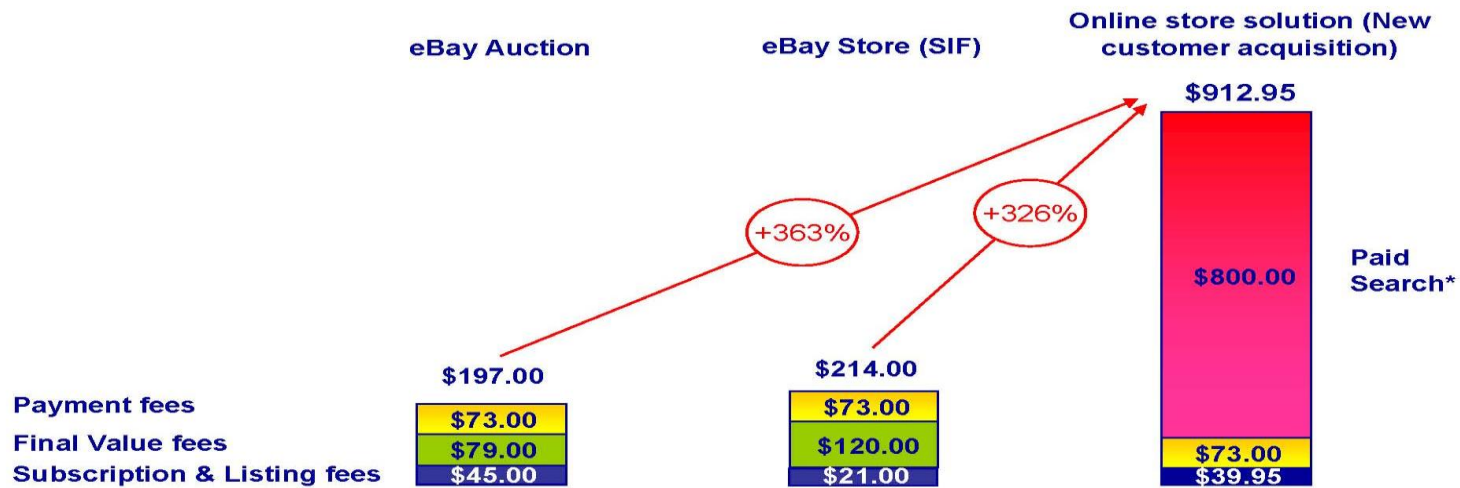 Online store solution (New
customer acquisition)
eBay Auction
eBay Store (SIF)
$912.95
+363%
+326%
$800.00
Paid
Search*
$197.00
$214.00
Payment fees
$73.00
$73.00
Final Value fees
$79.00
$120.00
$73.00
Subscription & Listing fees
$45.00
$21.00
$39.95